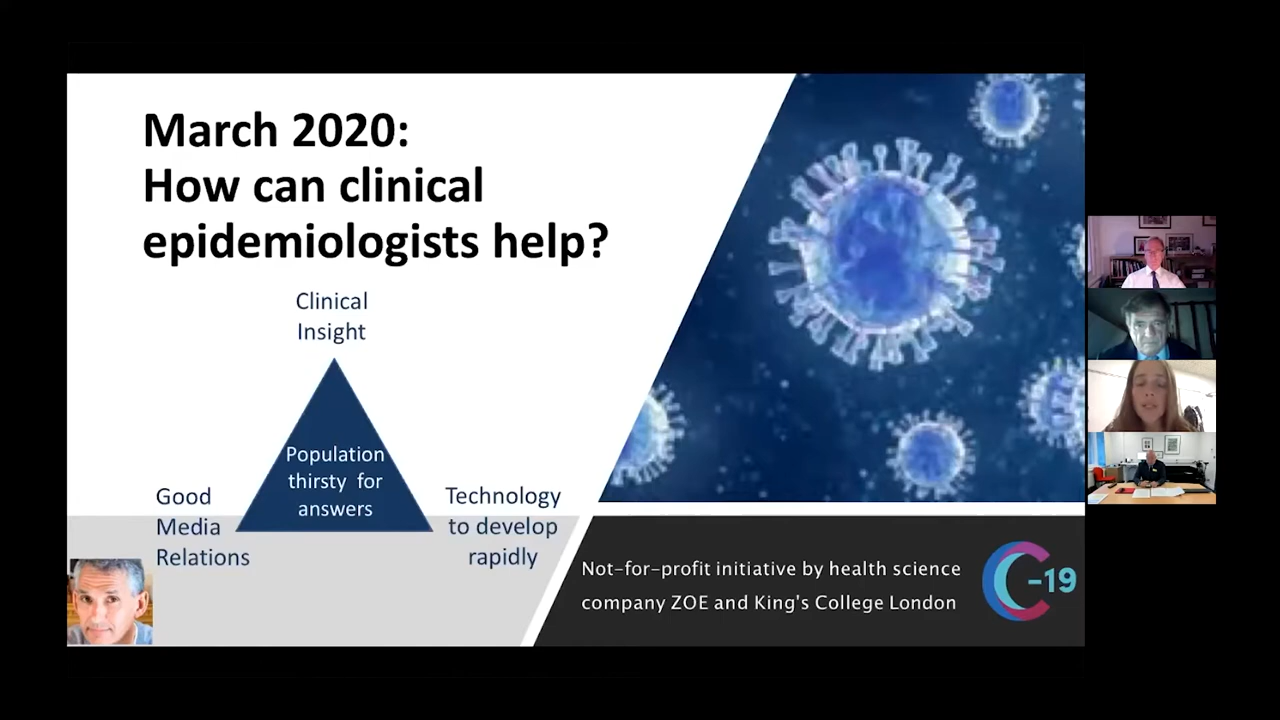 March 2020:
How can clinical
epidemiologists help?
Clinical
Insight
Population
thirsty for
answers
Good
Media
Relations
Technology
to develop
rapidly
Not-for-profit initiative by health science
company ZOE and King's College London
C-19